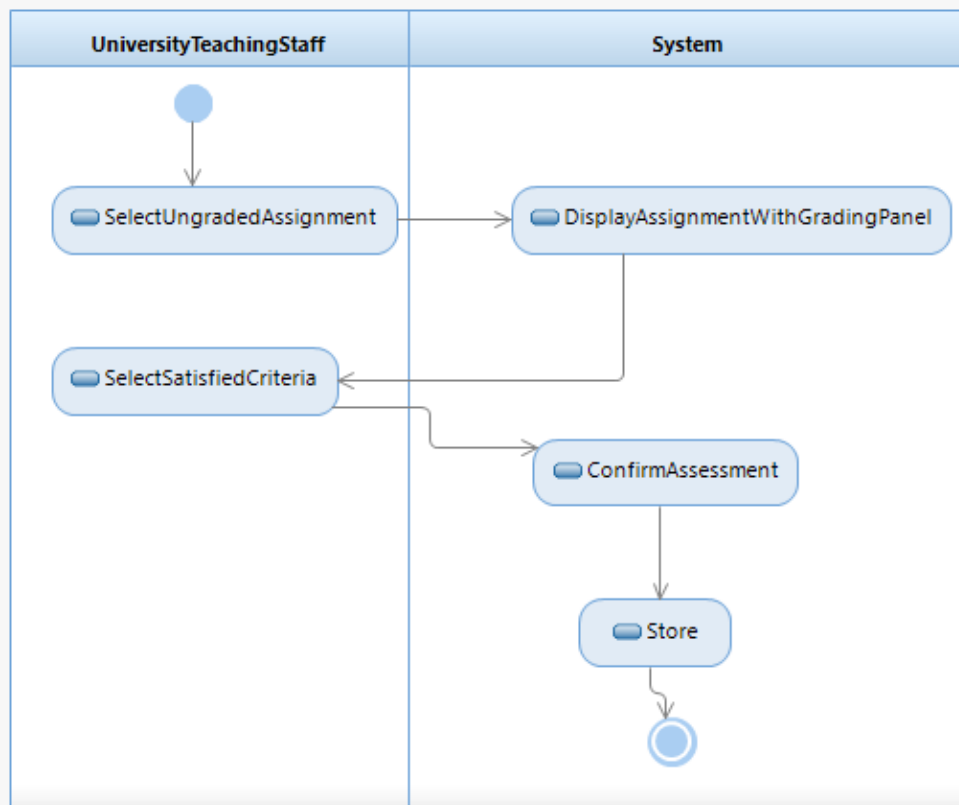 UniversityTeachingStaff
System
SelectUngradedAssignment
DisplayAssignmentWithGradingPanel
SelectSatisfiedCriteria
ConfirmAssessment
Store